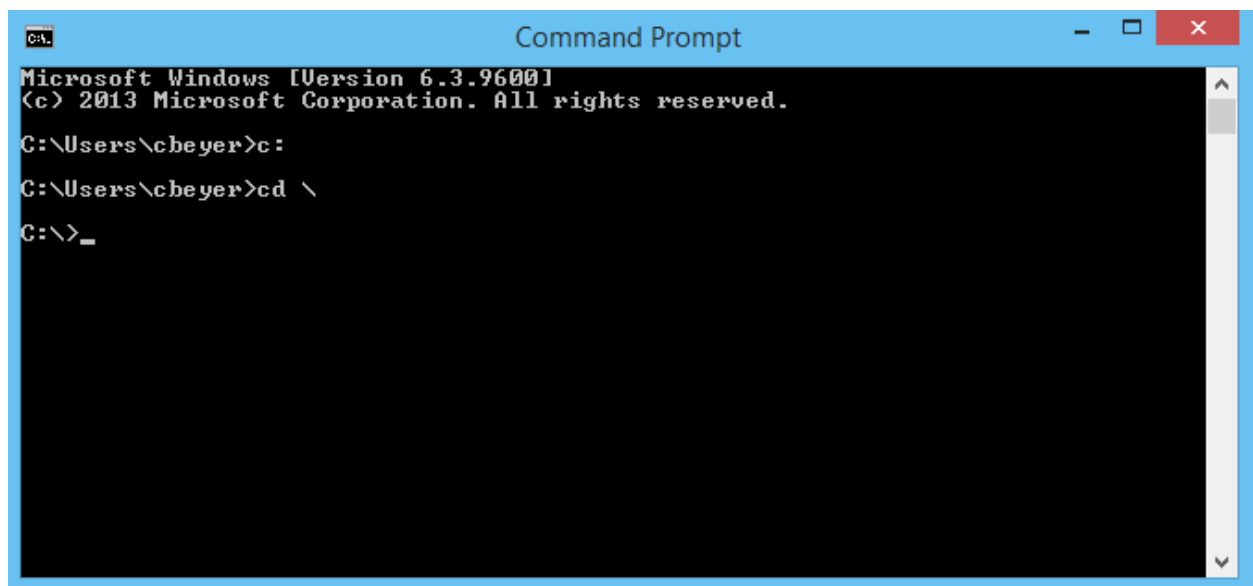 C:\.
Command Prompt
Microsoft Windows [Version 6.3.9600]
(c) 2013 Microsoft Corporation. All rights reserved.
C:\Users\cbeyer>c:
C:\Users\cbeyer>cd \
C:\>_